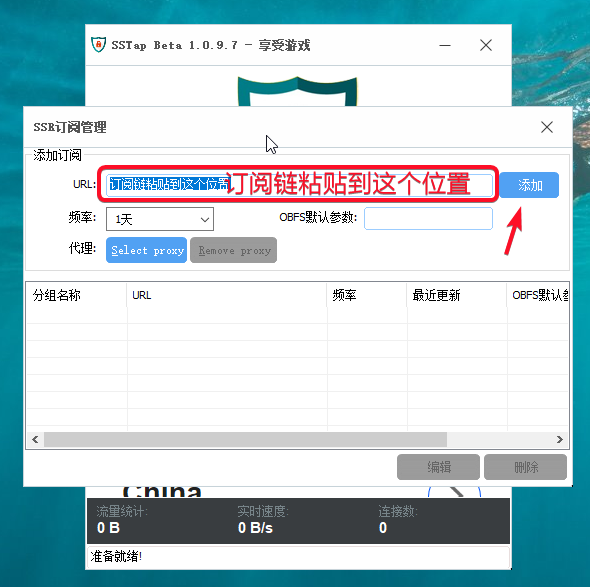 SSTap Beta 1.0.9.7 - 享受游戏
SSR订阅管理
添加订阅
URL: 订阅链粘贴到这个位置 订阅链粘贴到这个位置 添加
频率: 1天 OBFS默认参数:
代理: Select proxy Remove proxy
分组名称 URL 频率 最近更新 OBFS默认参
编辑 删除
China
流量统计: 实时速度: 连接数:
0 B 0 B/s 0
准备就绪!